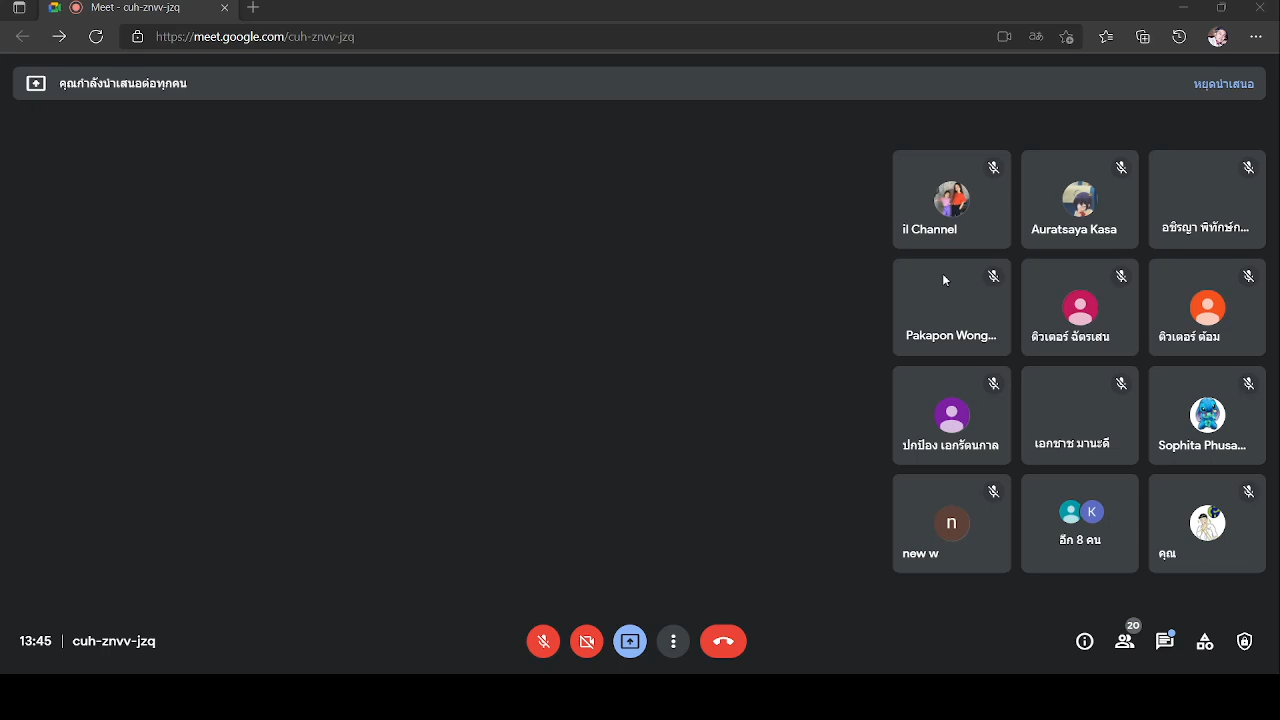 Meet - cuh-znvv-jzq
https://meet.google.com/cuh-znvv-jzq
คุณกำลังนำเสนอต่อทุกคน
หยุดนำเสนอ
il Channel
Auratsaya Kasa
อชิรญา พิทักษ์ก...
Pakapon Wong...
ติวเตอร์ ฉัตรเสน
ติวเตอร์ ต้อม
ปกป้อง เอกรัตนกาล
เอกชาช มานะดี
Sophita Phusa...
n
new w
K
อีก 8 คน
คุณ
13:45
cuh-znvv-jzq
20